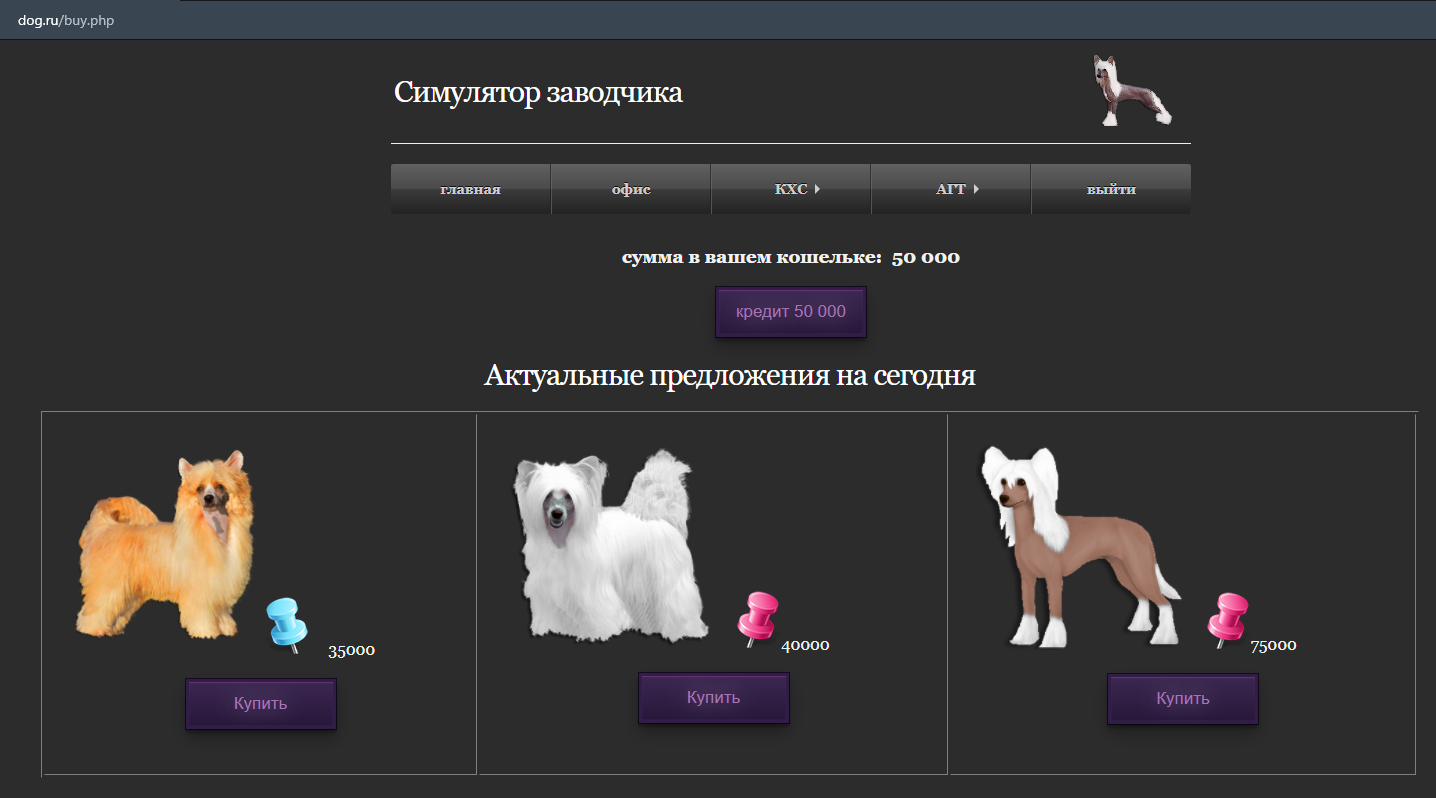 dog.ru/buy.php
Симулятор заводчика
главная офис КХС АГТ выйти
сумма в вашем кошельке: 50 000
кредит 50 000
Актуальные предложения на сегодня
35000 40000 75000
Купить Купить Купить